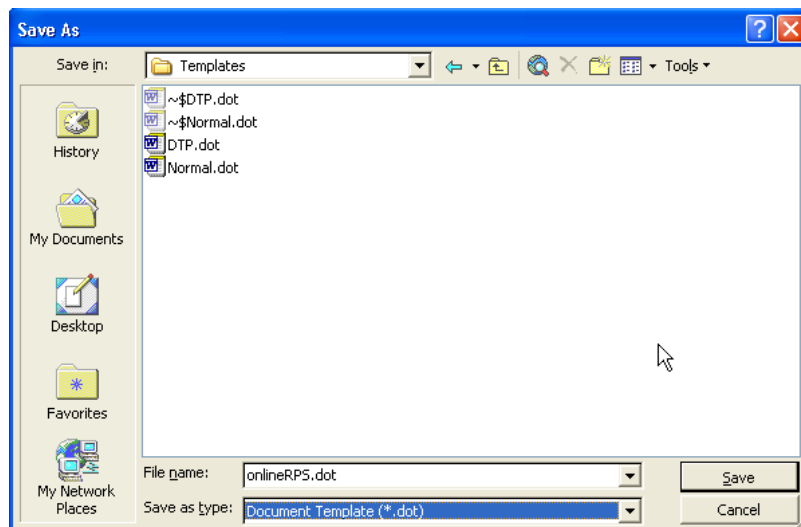 Save As
Save in:
Templates
Tools
~$DTP.dot
~$Normal.dot
DTP.dot
Normal.dot
History
My Documents
Desktop
Favorites
My Network
Places
File name:
onlineRPS.dot
Save
Save as type:
Document Template (*.dot)
Cancel